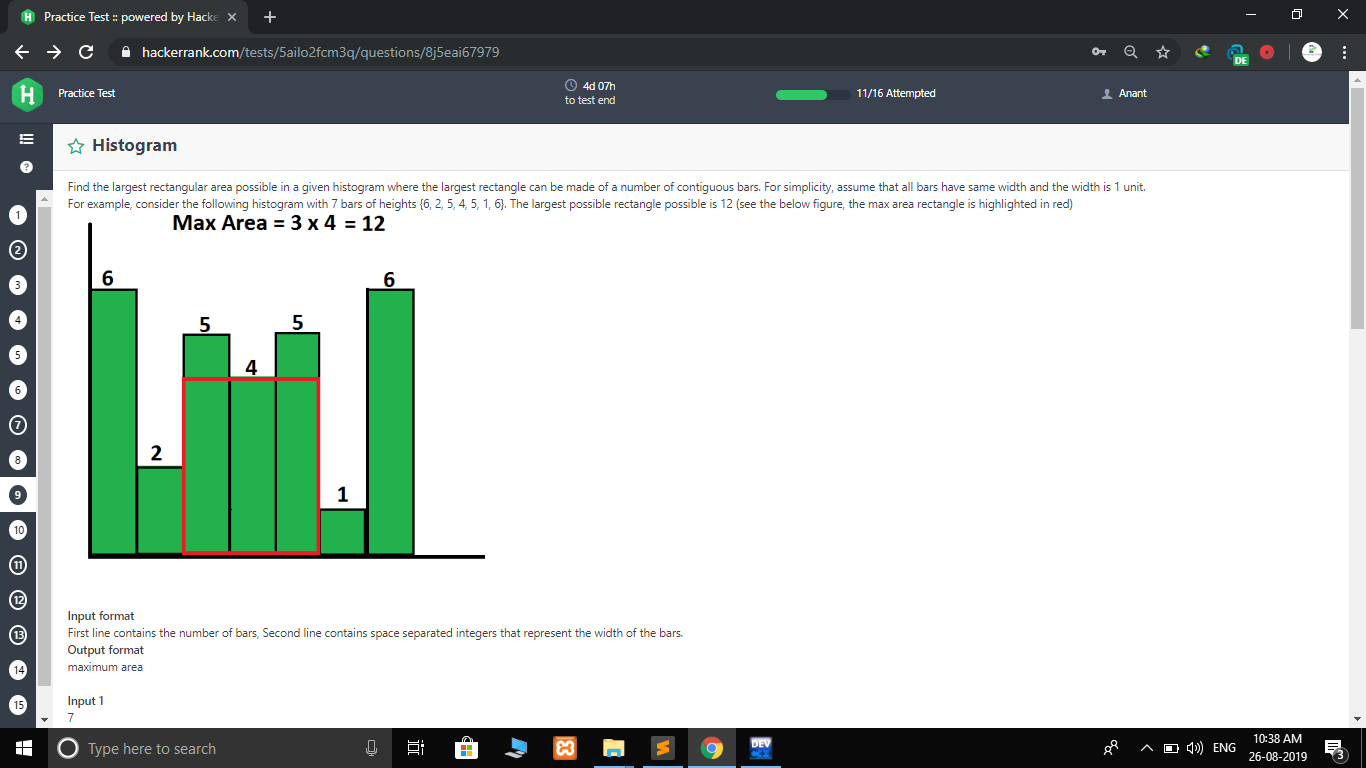 Practice Test :: powered by Hacke
hackerrank.com/tests/5ailo2fcm3q/questions/8j5eai67979
DE
H
Practice Test
4d 07h
to test end
11/16 Attempted
Anant
?
Histogram
Find the largest rectangular area possible in a given histogram where the largest rectangle can be made of a number of contiguous bars. For simplicity, assume that all bars have same width and the width is 1 unit.
For example, consider the following histogram with 7 bars of heights {6, 2, 5, 4, 5, 1, 6}. The largest possible rectangle possible is 12 (see the below figure, the max area rectangle is highlighted in red)
Max Area = 3 x 4 = 12
6
2
5
4
5
1
6
1
2
3
4
5
6
7
8
9
10
11
12
13
14
15
Input format
First line contains the number of bars, Second line contains space separated integers that represent the width of the bars.
Output format
maximum area
Input 1
7
Type here to search
DEV
ENG
10:38 AM
26-08-2019
3